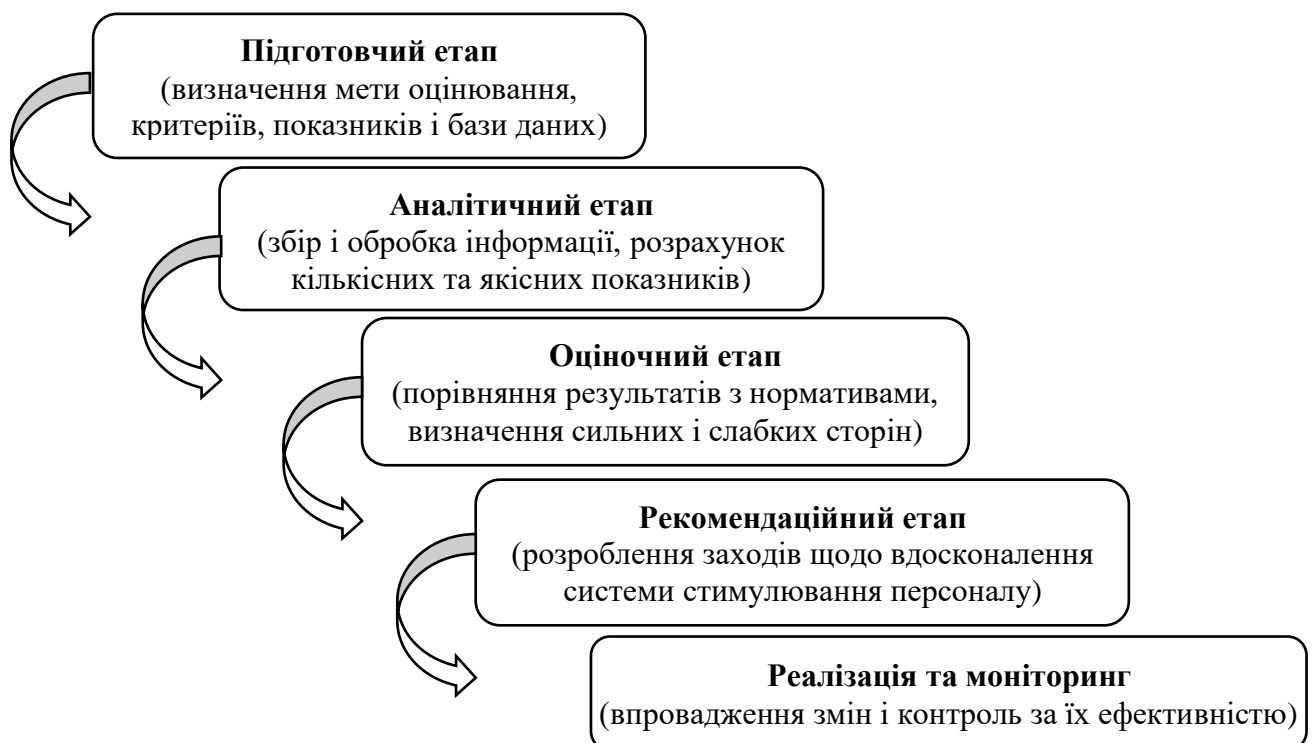 Підготовчий етап
(визначення мети оцінювання,
критеріїв, показників і бази даних)
Аналітичний етап
(збір і обробка інформації, розрахунок
кількісних та якісних показників)
Оціночний етап
(порівняння результатів з нормативами,
визначення сильних і слабких сторін)
Рекомендаційний етап
(розроблення заходів щодо вдосконалення
системи стимулювання персоналу)
Реалізація та моніторинг
(впровадження змін і контроль за їх ефективністю)